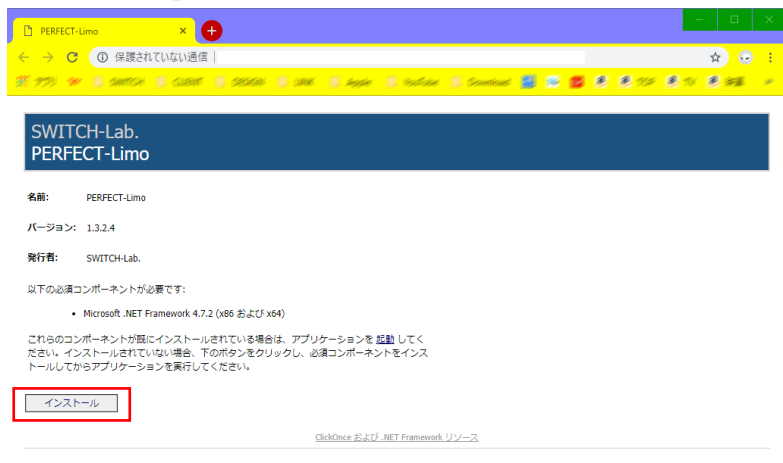 PERFECT-Limo
保護されていない通信
SWITCH-Lab.
PERFECT-Limo
名前: PERFECT-Limo
バージョン: 1.3.2.4
発行者: SWITCH-Lab.
以下の必須コンポーネントが必要です:
• Microsoft .NET Framework 4.7.2 (x86 および x64)
これらのコンポーネントが既にインストールされている場合は、アプリケーションを 起動 してく
ださい。インストールされていない場合、下のボタンをクリックし、必須コンポーネントをインス
トールしてからアプリケーションを実行してください。
インストール
ClickOnce および .NET Framework リソース